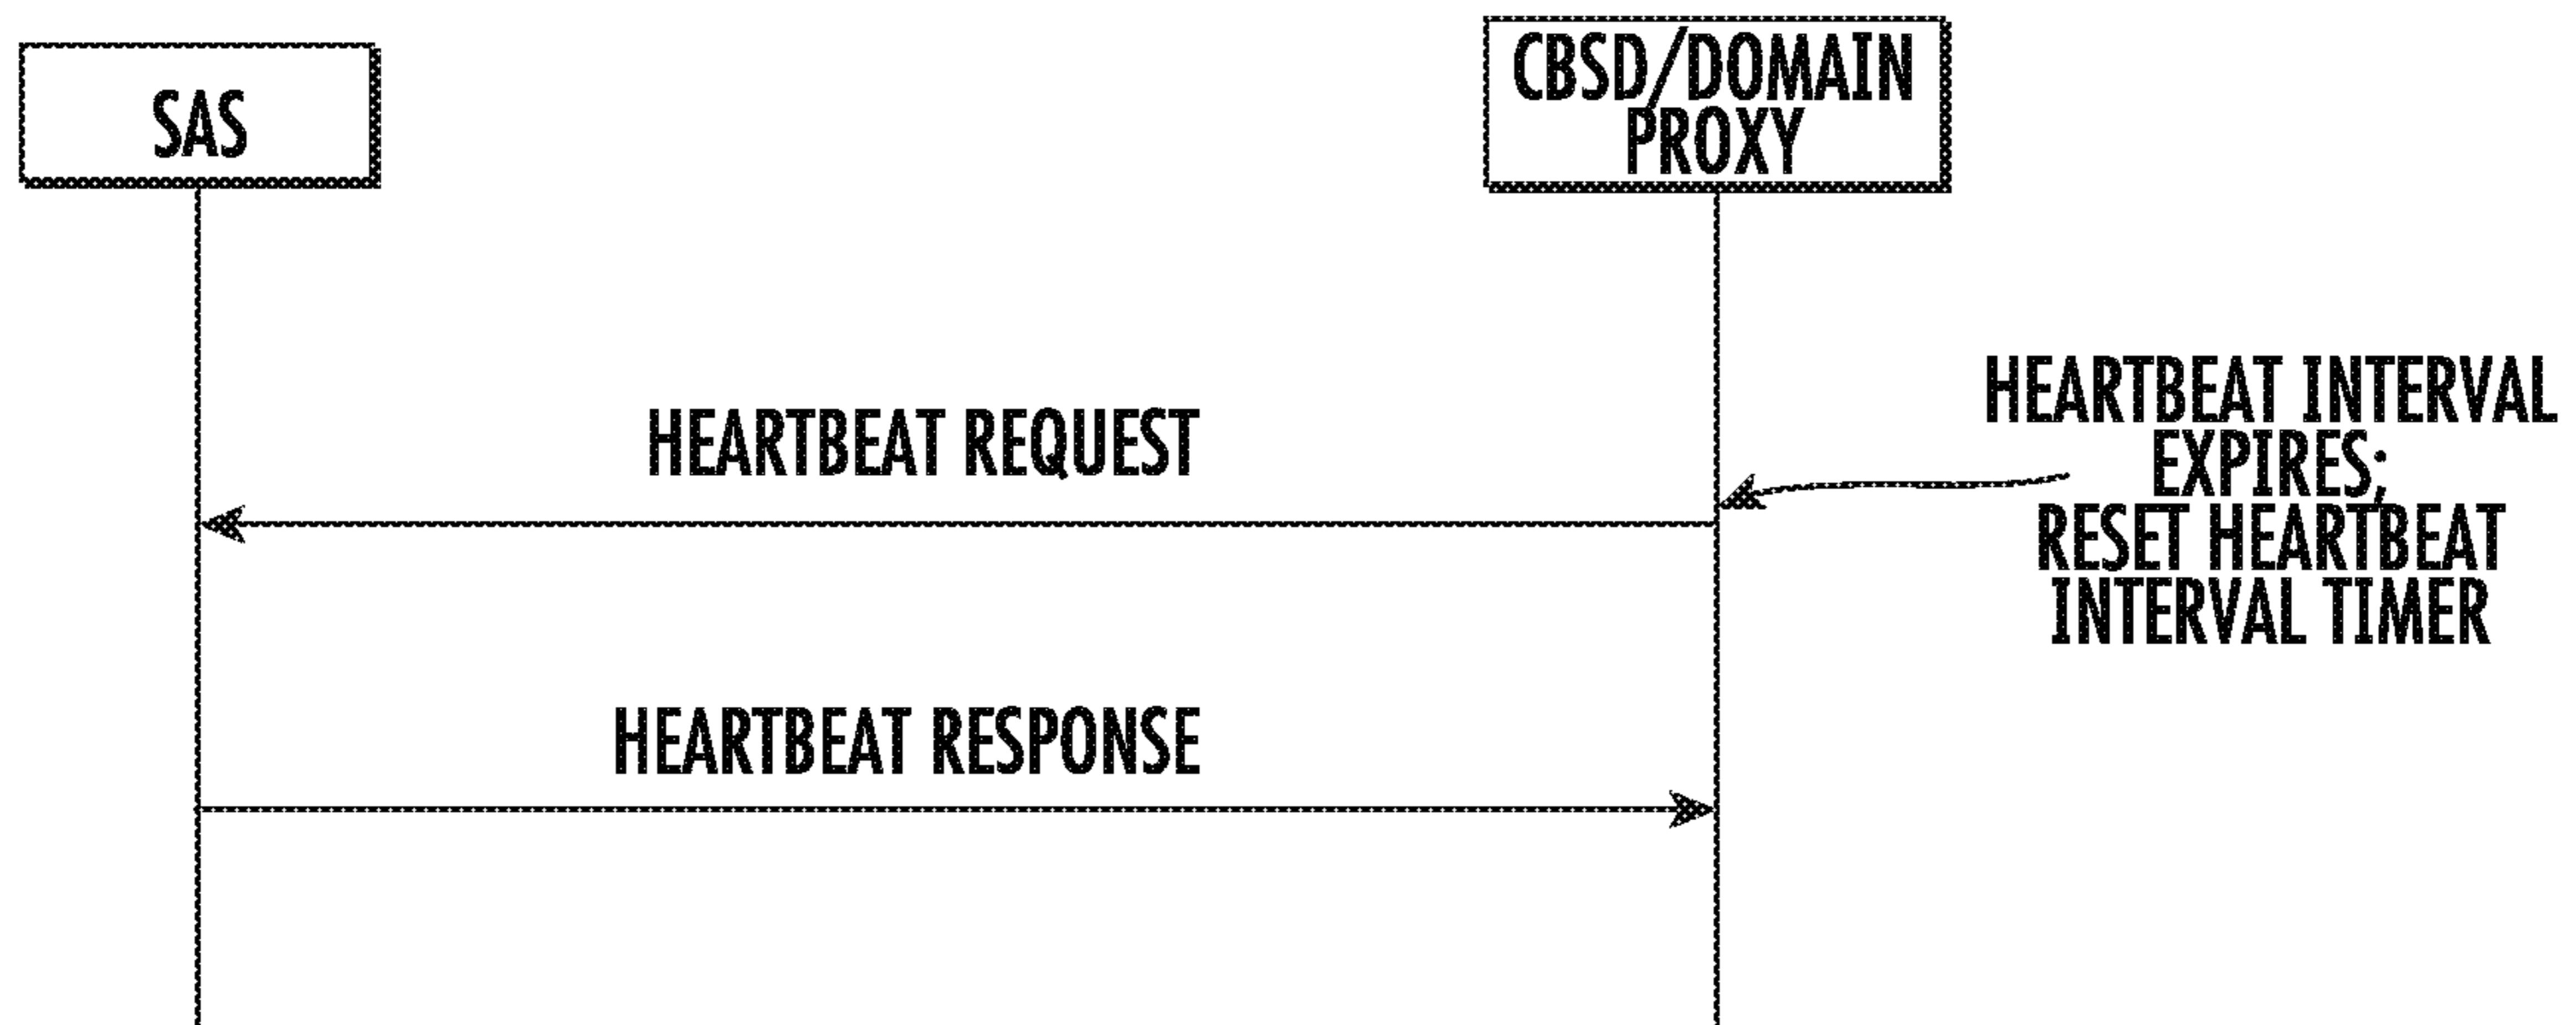 SAS
CBSD/DOMAIN
PROXY
HEARTBEAT REQUEST
HEARTBEAT INTERVAL
EXPIRES;
RESET HEARTBEAT
INTERVAL TIMER
HEARTBEAT RESPONSE